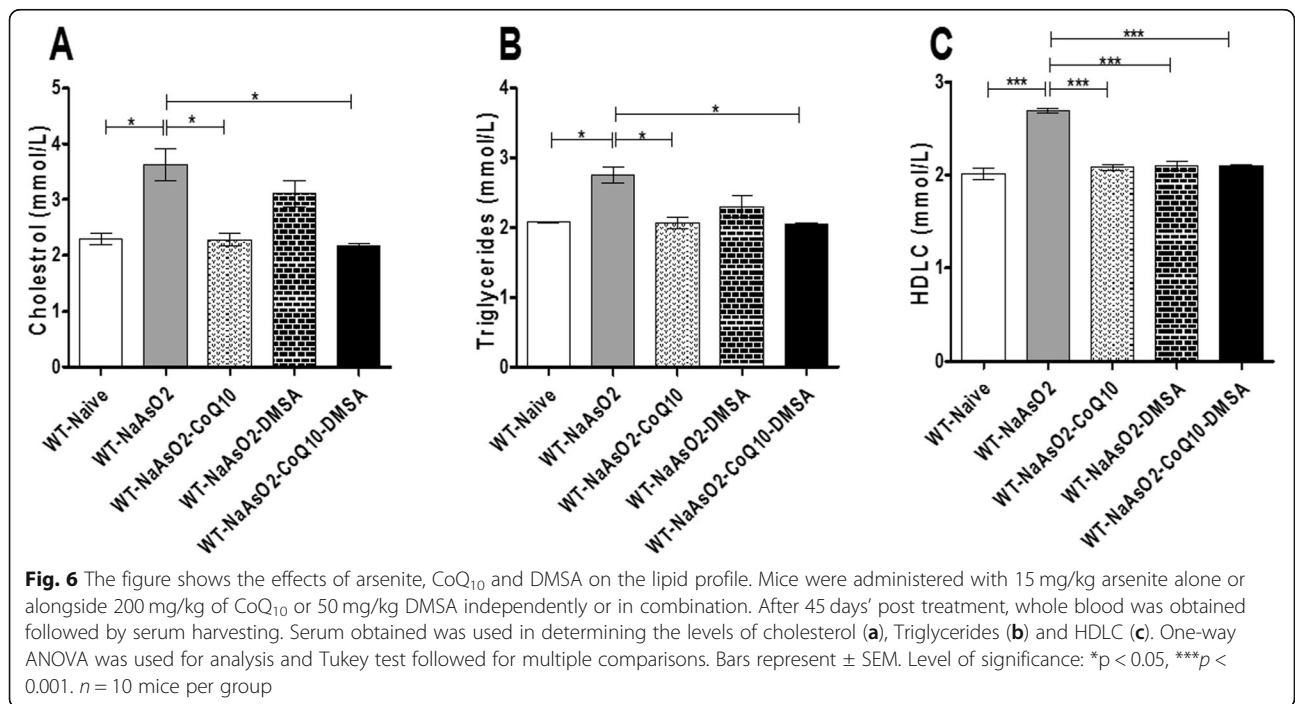 A
B
C
Cholestrol (mmol/L)
5
4
3
2
1
0
*
*
*
WT-Naive
WT-NaAsO2
WT-NaAsO2-CoQ10
WT-NaAsO2-DMSA
WT-NaAsO2-CoQ10-DMSA
Triglycerides (mmol/L)
4
3
2
1
0
*
*
*
WT-Naive
WT-NaAsO2
WT-NaAsO2-CoQ10
WT-NaAsO2-DMSA
WT-NaAsO2-CoQ10-DMSA
HDLC (mmol/L)
3
2
1
0
***
***
***
***
WT-Naive
WT-NaAsO2
WT-NaAsO2-CoQ10
WT-NaAsO2-DMSA
WT-NaAsO2-CoQ10-DMSA
Fig. 6 The figure shows the effects of arsenite, CoQ₁₀ and DMSA on the lipid profile. Mice were administered with 15 mg/kg arsenite alone or
alongside 200 mg/kg of CoQ₁₀ or 50 mg/kg DMSA independently or in combination. After 45 days’ post treatment, whole blood was obtained
followed by serum harvesting. Serum obtained was used in determining the levels of cholesterol (a), Triglycerides (b) and HDLC (c). One-way
ANOVA was used for analysis and Tukey test followed for multiple comparisons. Bars represent ± SEM. Level of significance: *p < 0.05, ***p <
0.001. n = 10 mice per group